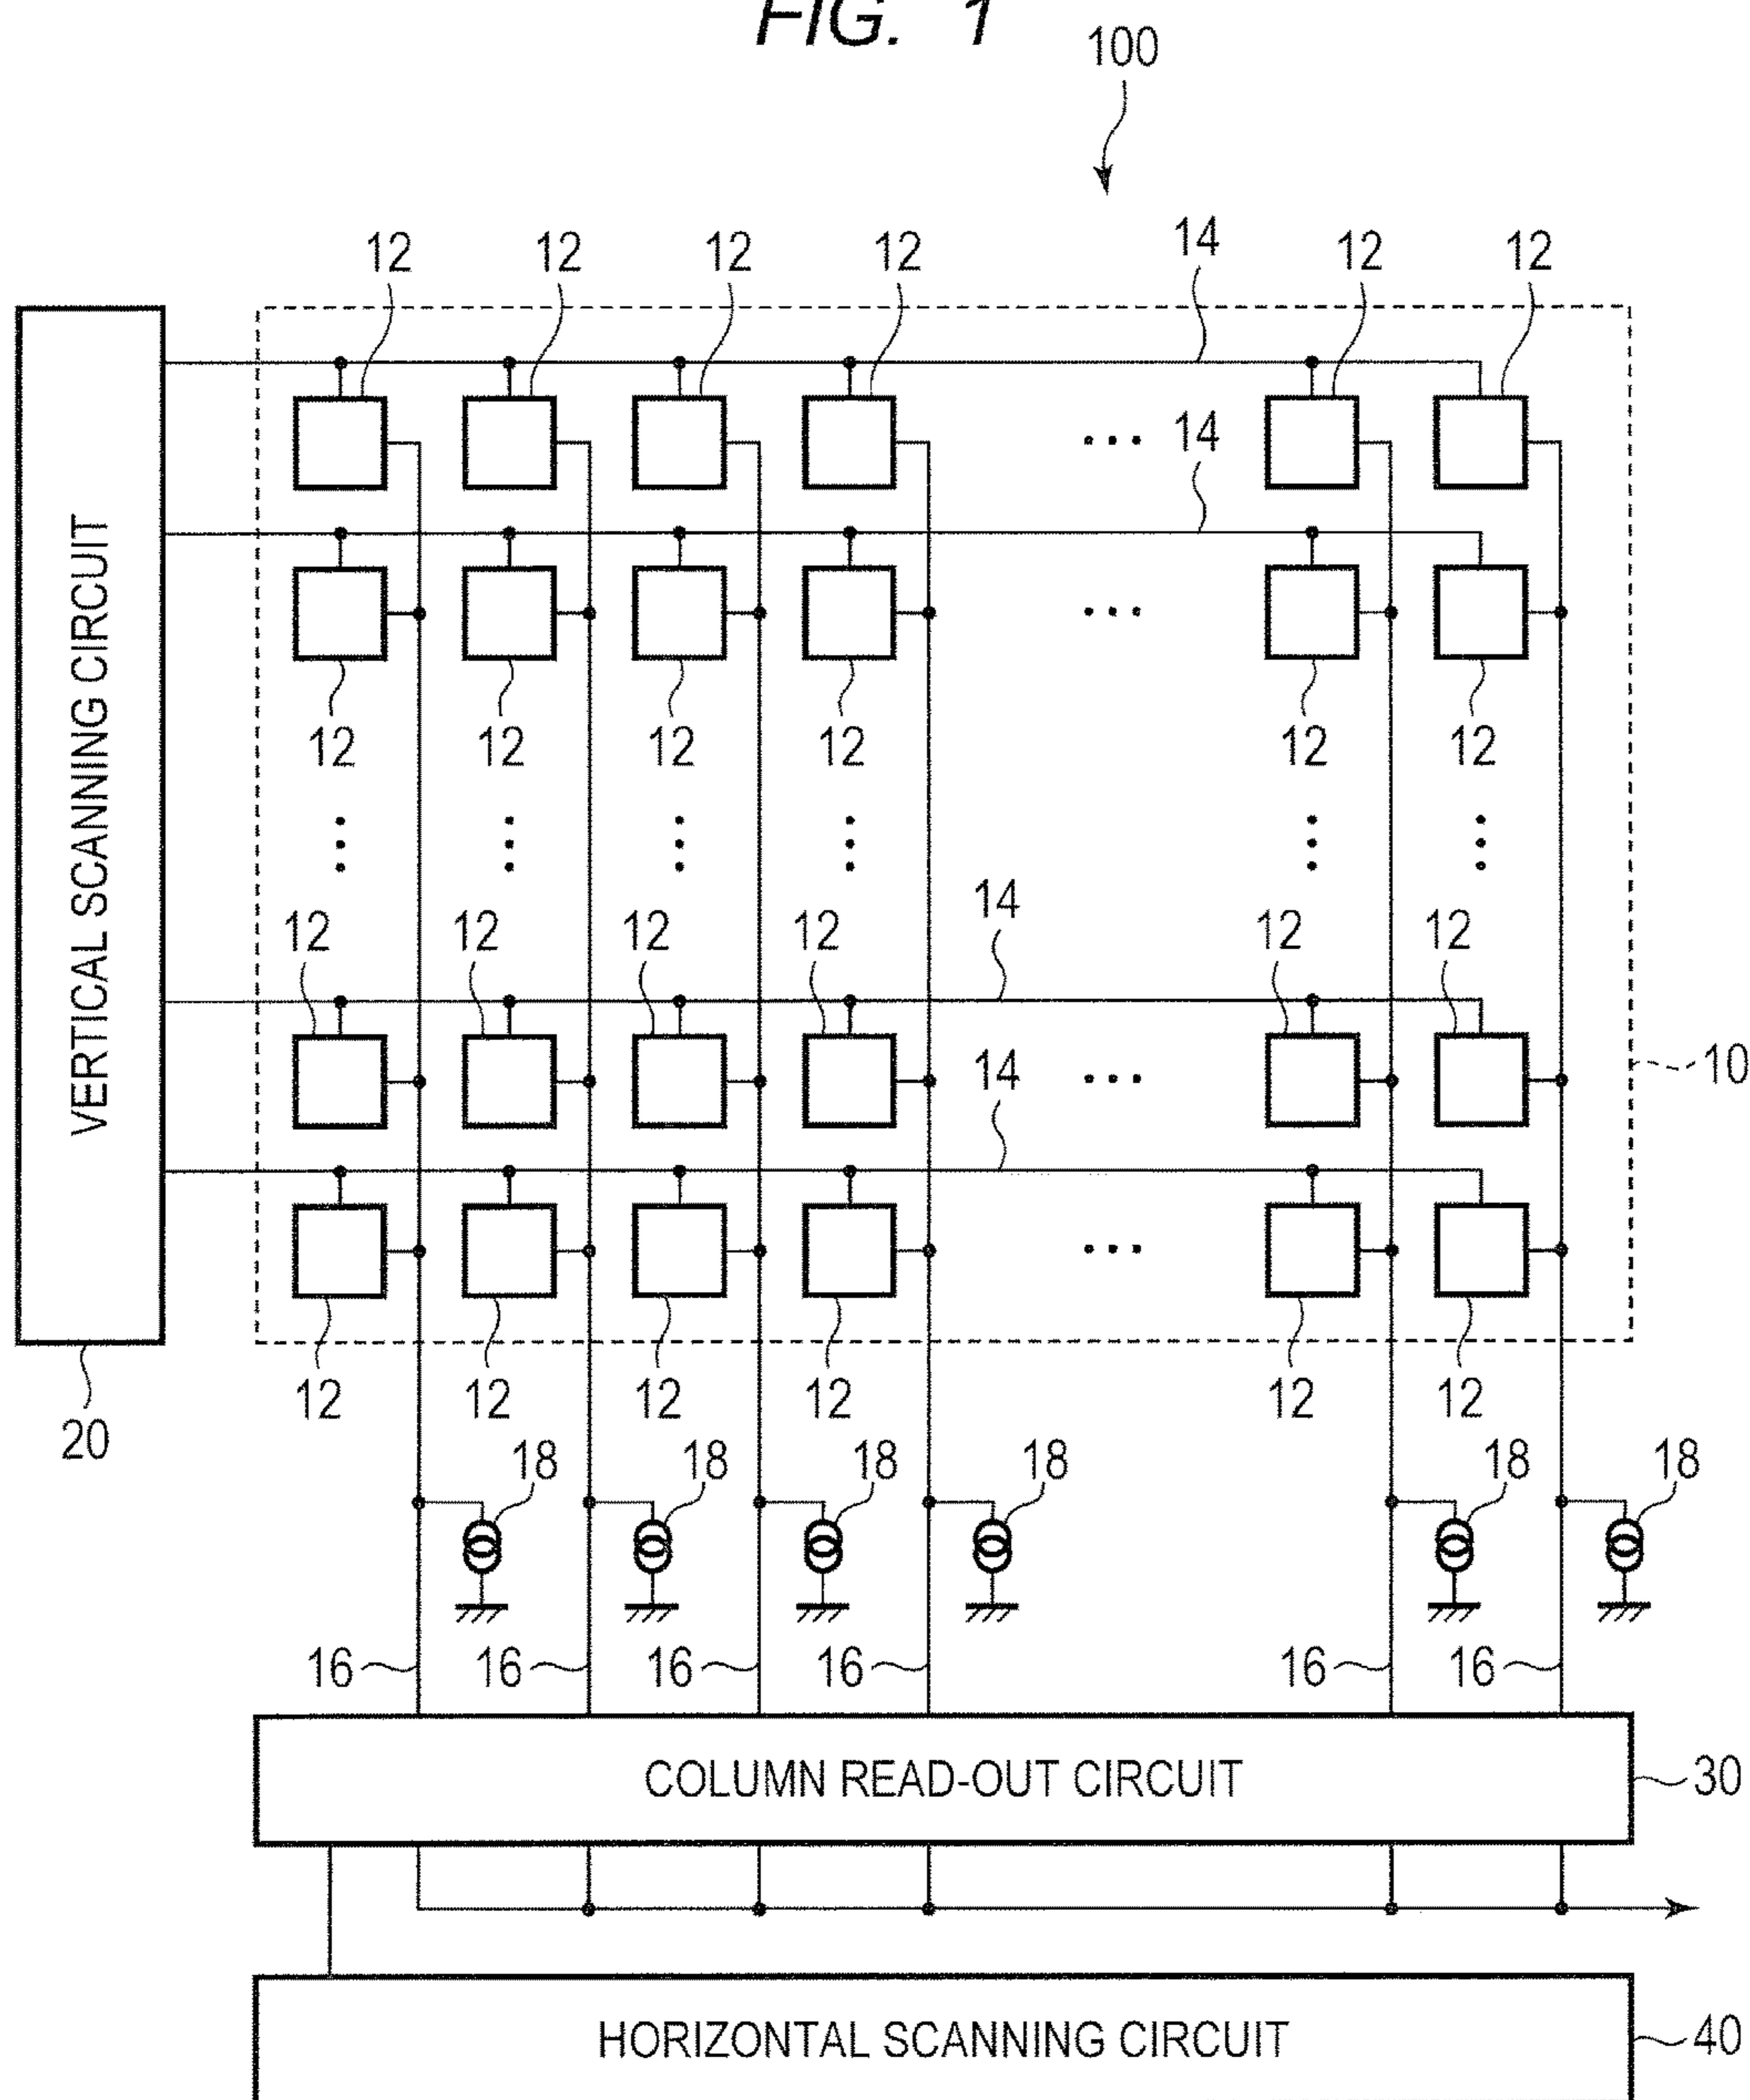 FIG. 1
100
12 12 12 12 14 12 12
14
12 12 12 12 12 12
14
12 12 12 12 12 12
14
10
12 12 12 12 12 12
20
18 18 18 18 18 18
16 16 16 16 16 16
VERTICAL SCANNING CIRCUIT
COLUMN READ-OUT CIRCUIT 30
HORIZONTAL SCANNING CIRCUIT 40